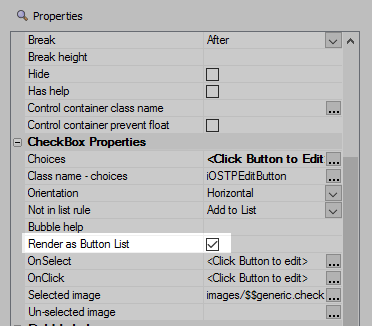 Properties
Break After
Break height
Hide
Has help
Control container class name ...
Control container prevent float
CheckBox Properties
Choices <Click Button to Edit ...
Class name - choices iOSTPEditButton ...
Orientation Horizontal
Not in list rule Add to List
Bubble help
Render as Button List
OnSelect <Click Button to edit> ...
OnClick <Click Button to edit> ...
Selected image images/$$generic.check ...
Un-selected image ...